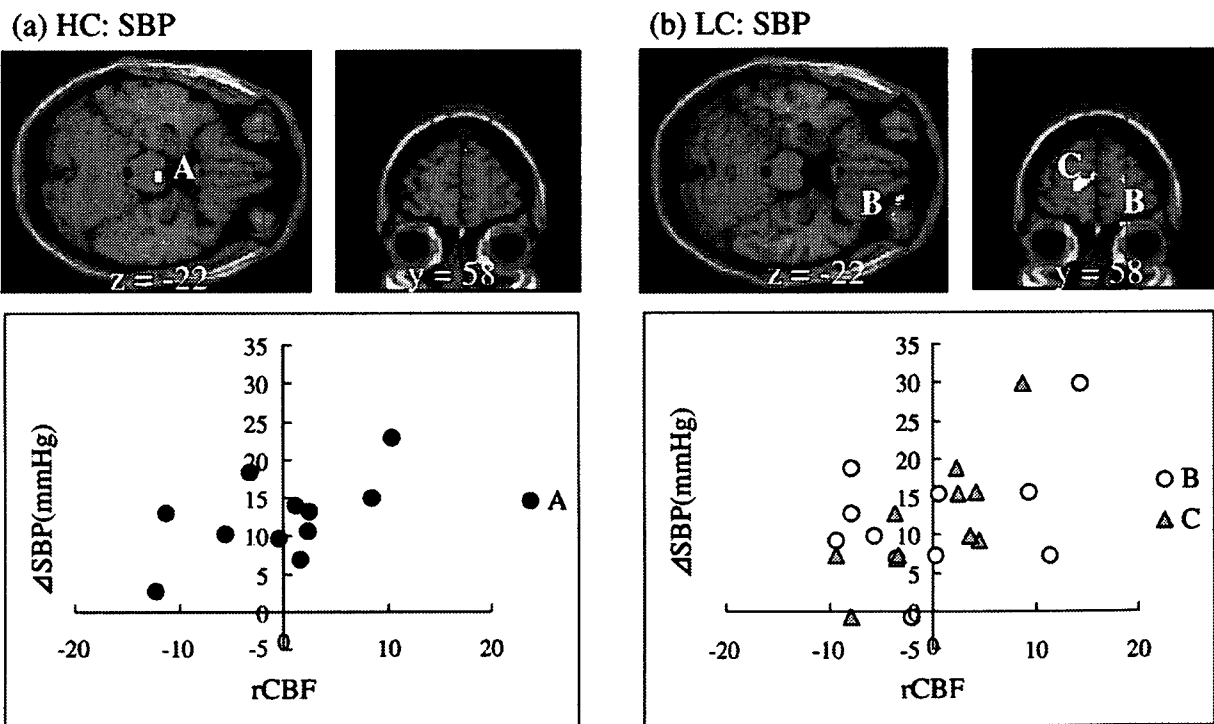 (a) HC: SBP
(b) LC: SBP
A
z = -22
y = 58
B
z = -22
C
B
y = 58
35
30
25
20
15
10
5
0
-5
-20
-10
0
10
20
ΔSBP(mmHg)
rCBF
A
35
30
25
20
15
10
5
0
-5
-20
-10
0
10
20
ΔSBP(mmHg)
rCBF
B
C